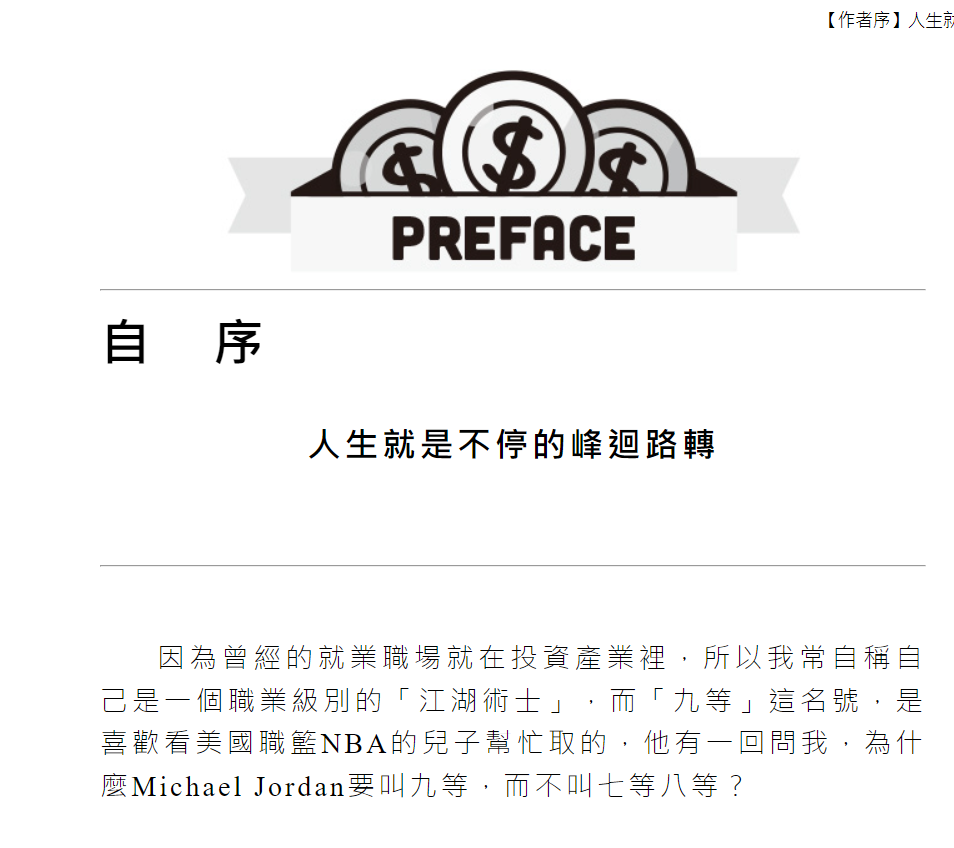 【作者序】人生就
PREFACE
自 序
人生就是不停的峰迴路轉
因為曾經的就業職場就在投資產業裡，所以我常自稱自
己是一個職業級別的「江湖術士」，而「九等」這名號，是
喜歡看美國職籃NBA的兒子幫忙取的，他有一回問我，為什
麼Michael Jordan要叫九等，而不叫七等八等？